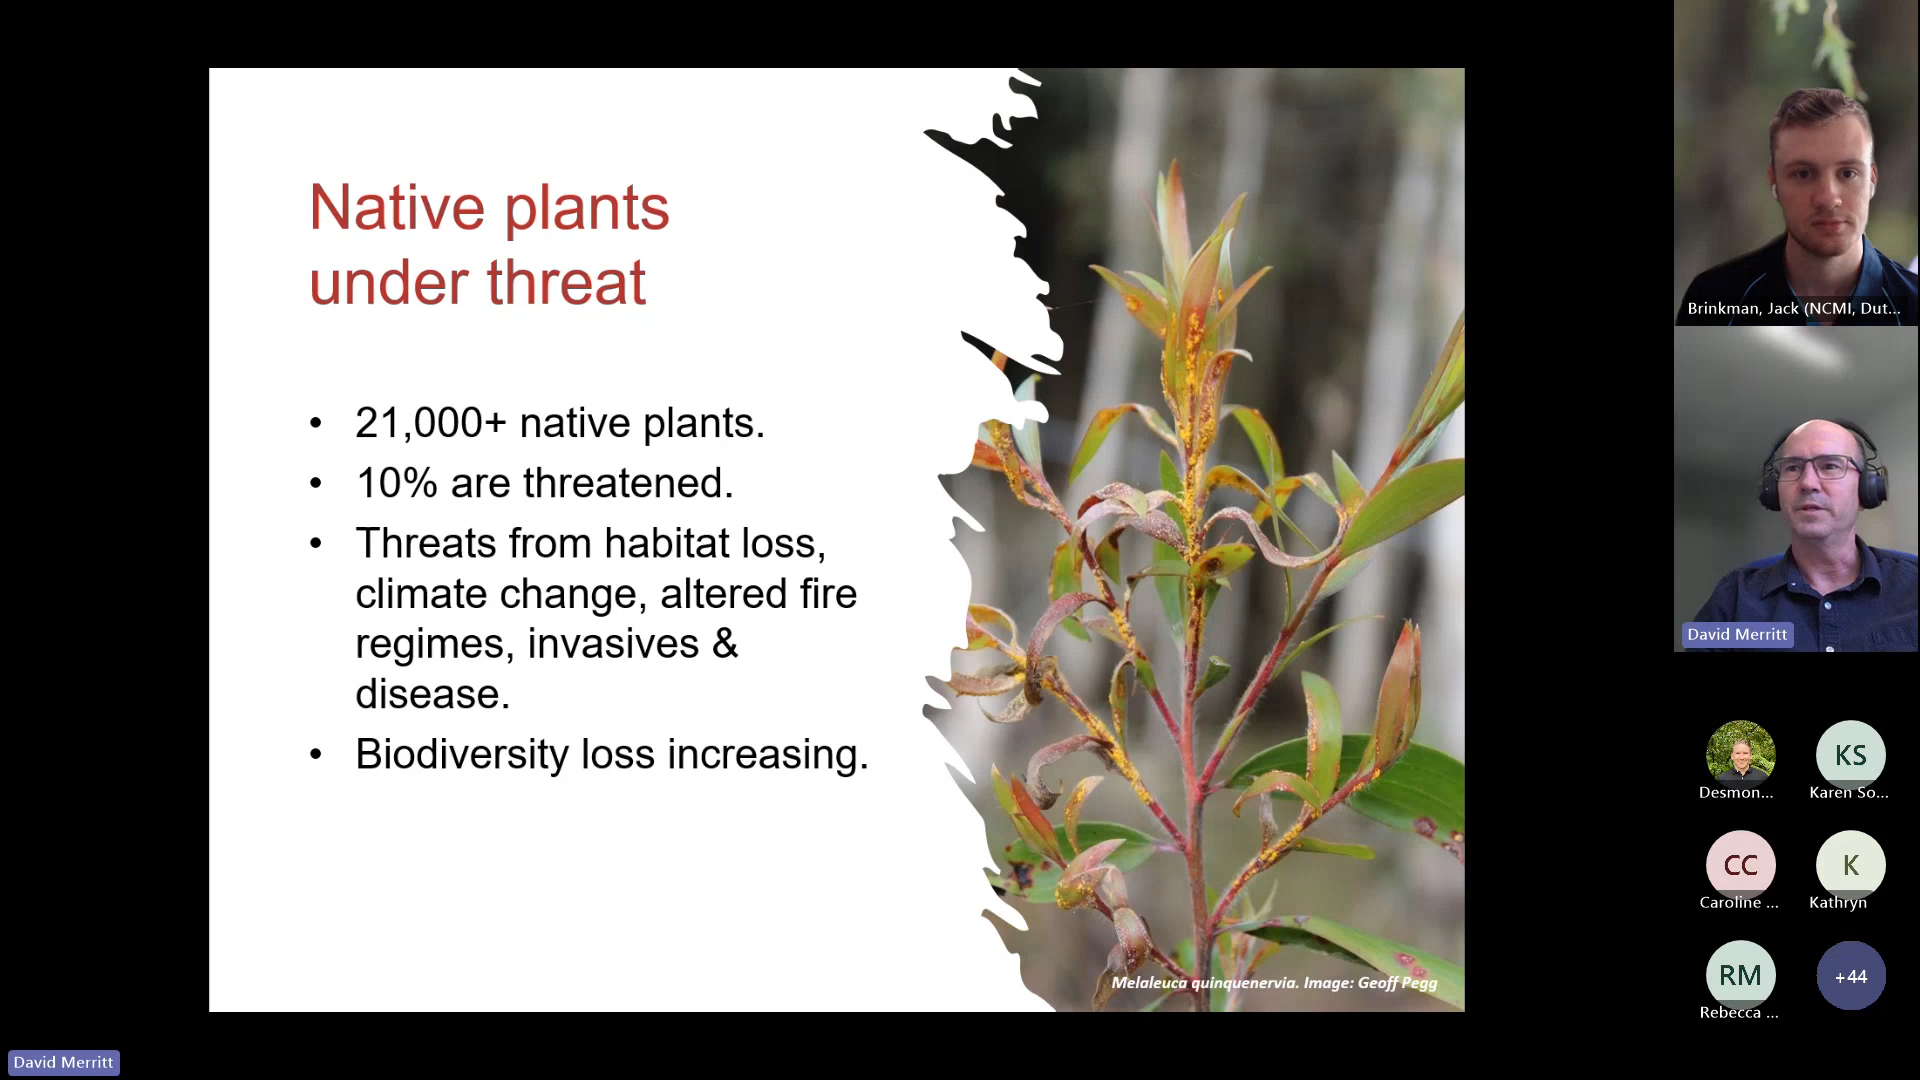 Native plants
under threat
• 21,000+ native plants.
• 10% are threatened.
• Threats from habitat loss,
climate change, altered fire
regimes, invasives &
disease.
• Biodiversity loss increasing.
Melaleuca quinquenervia. Image: Geoff Pegg
Brinkman, Jack (NCMI, Dut...
David Merritt
Desmon...
KS
Karen So...
CC
Caroline ...
K
Kathryn
RM
Rebecca ...
+44
David Merritt